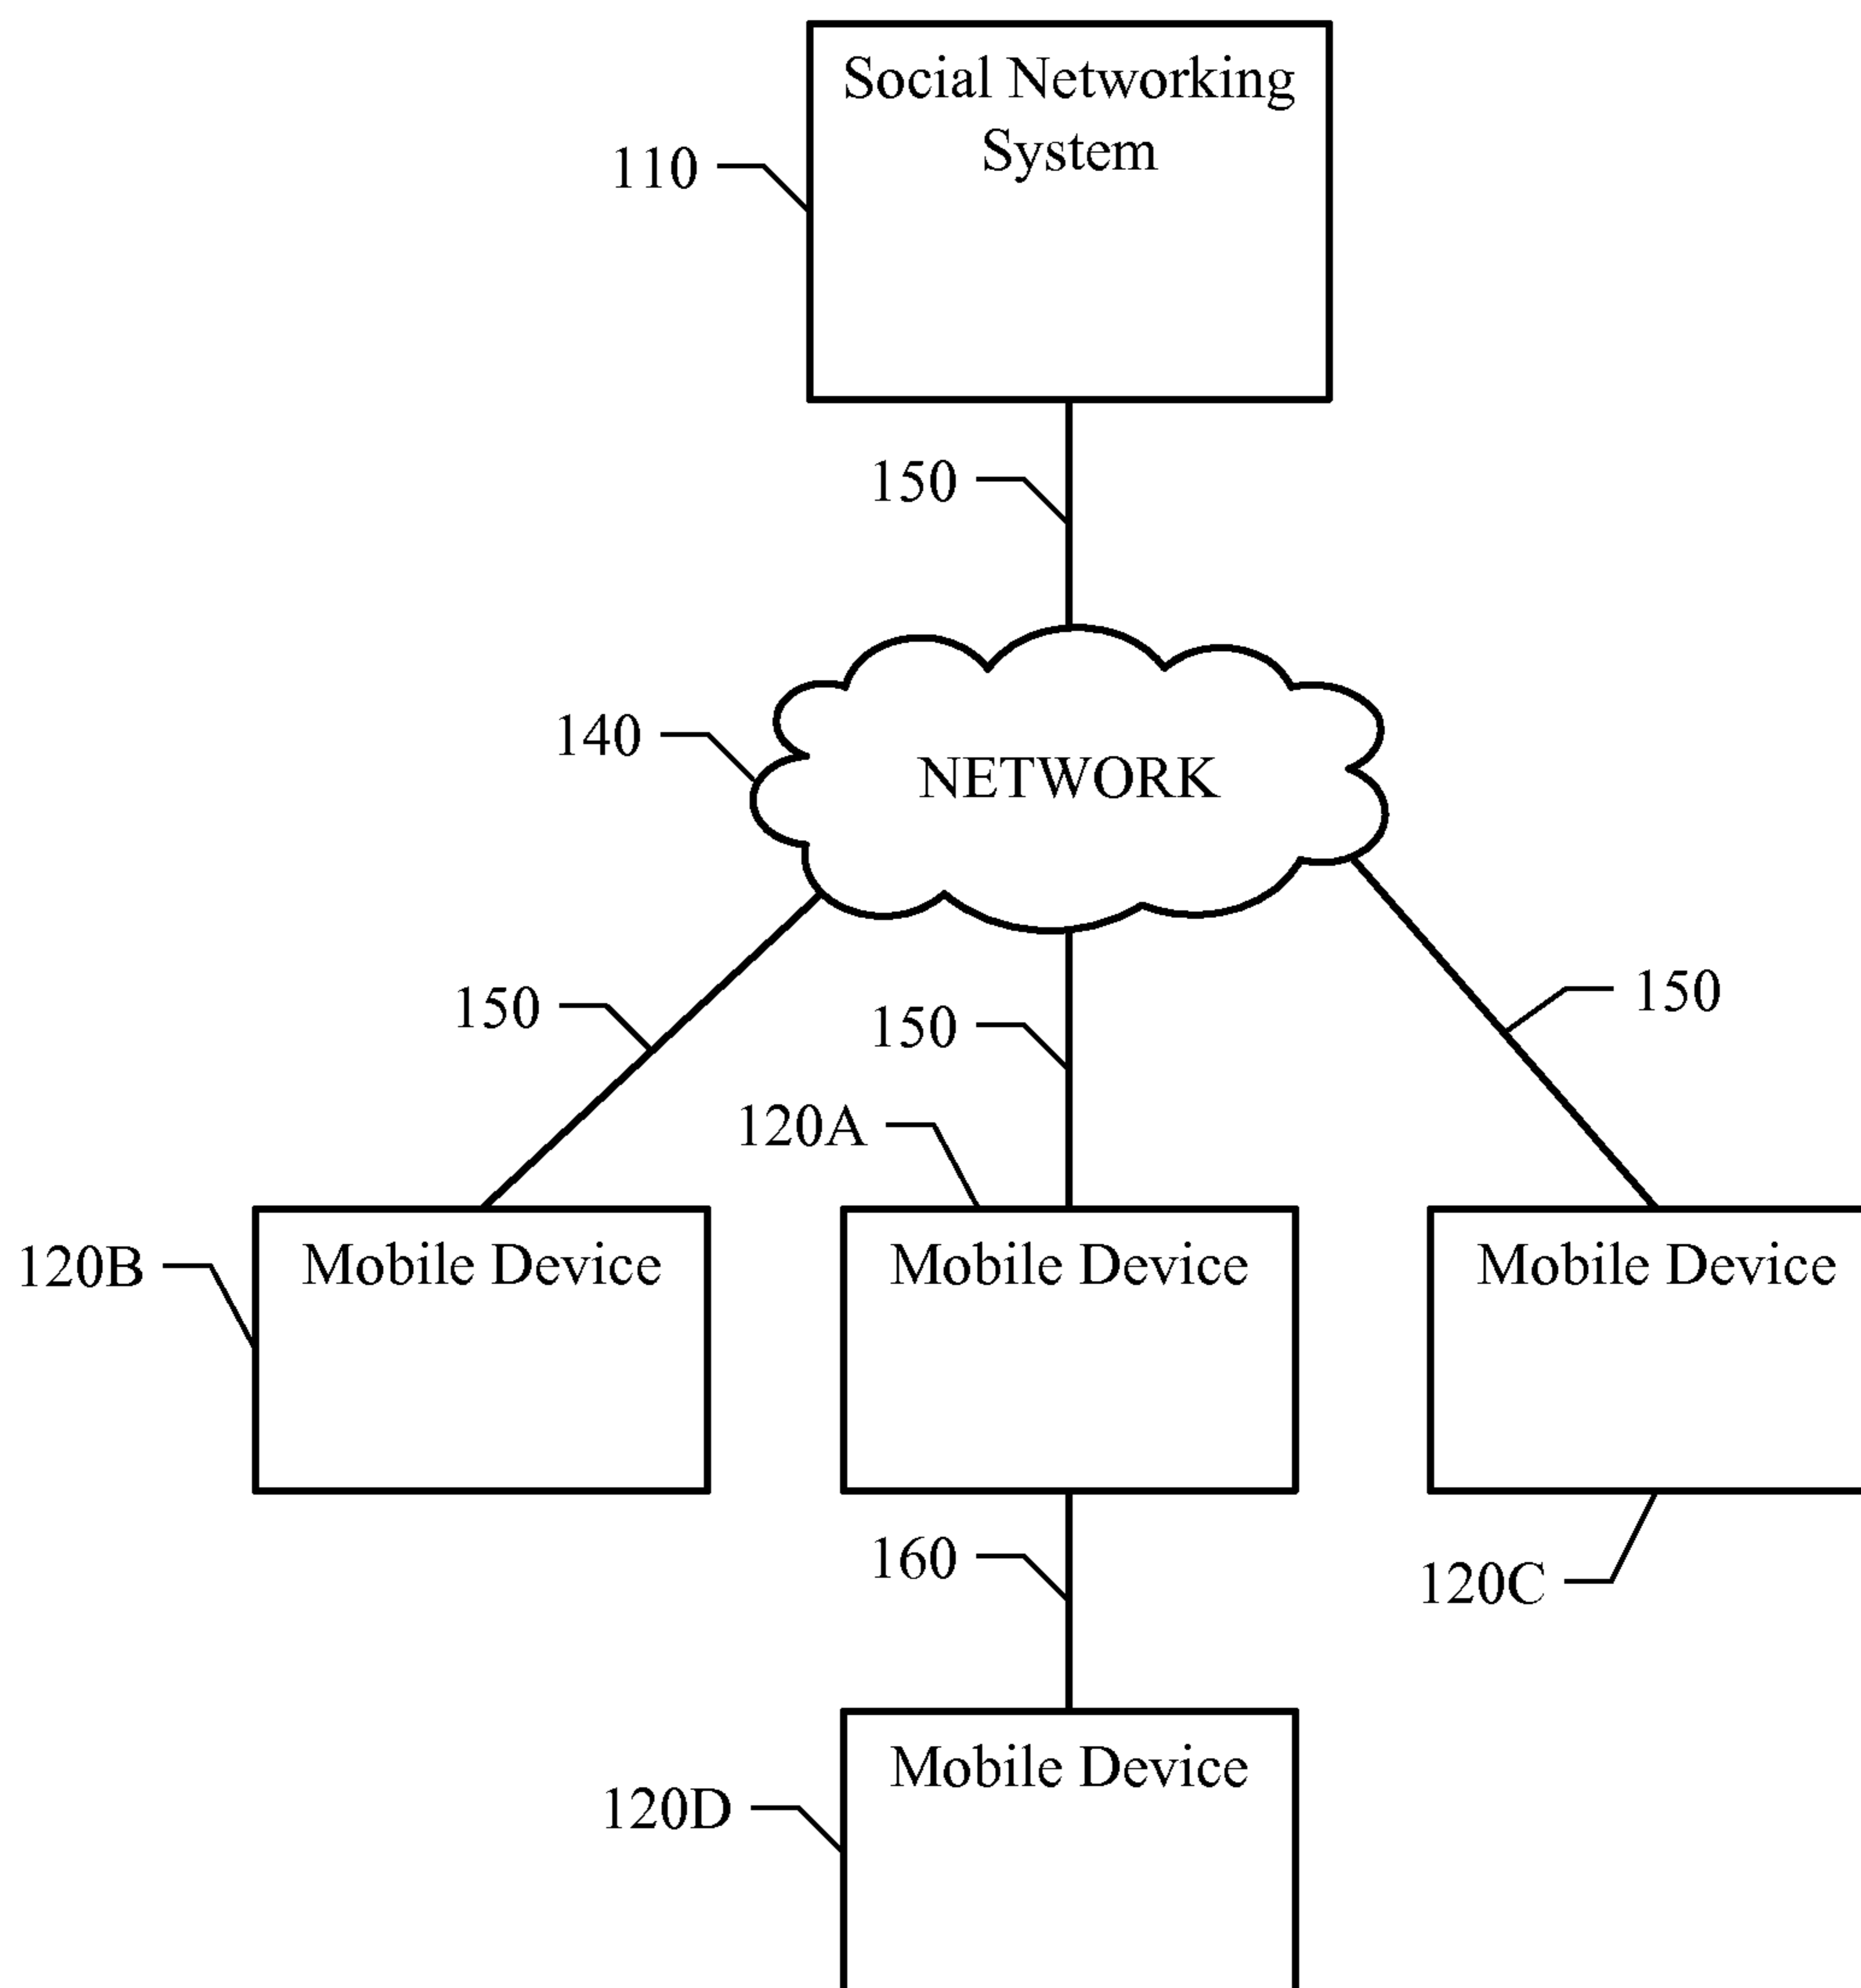 Social Networking
System
110
150
140
NETWORK
150
150
150
120A
120B
Mobile Device
Mobile Device
Mobile Device
160
120C
Mobile Device
120D